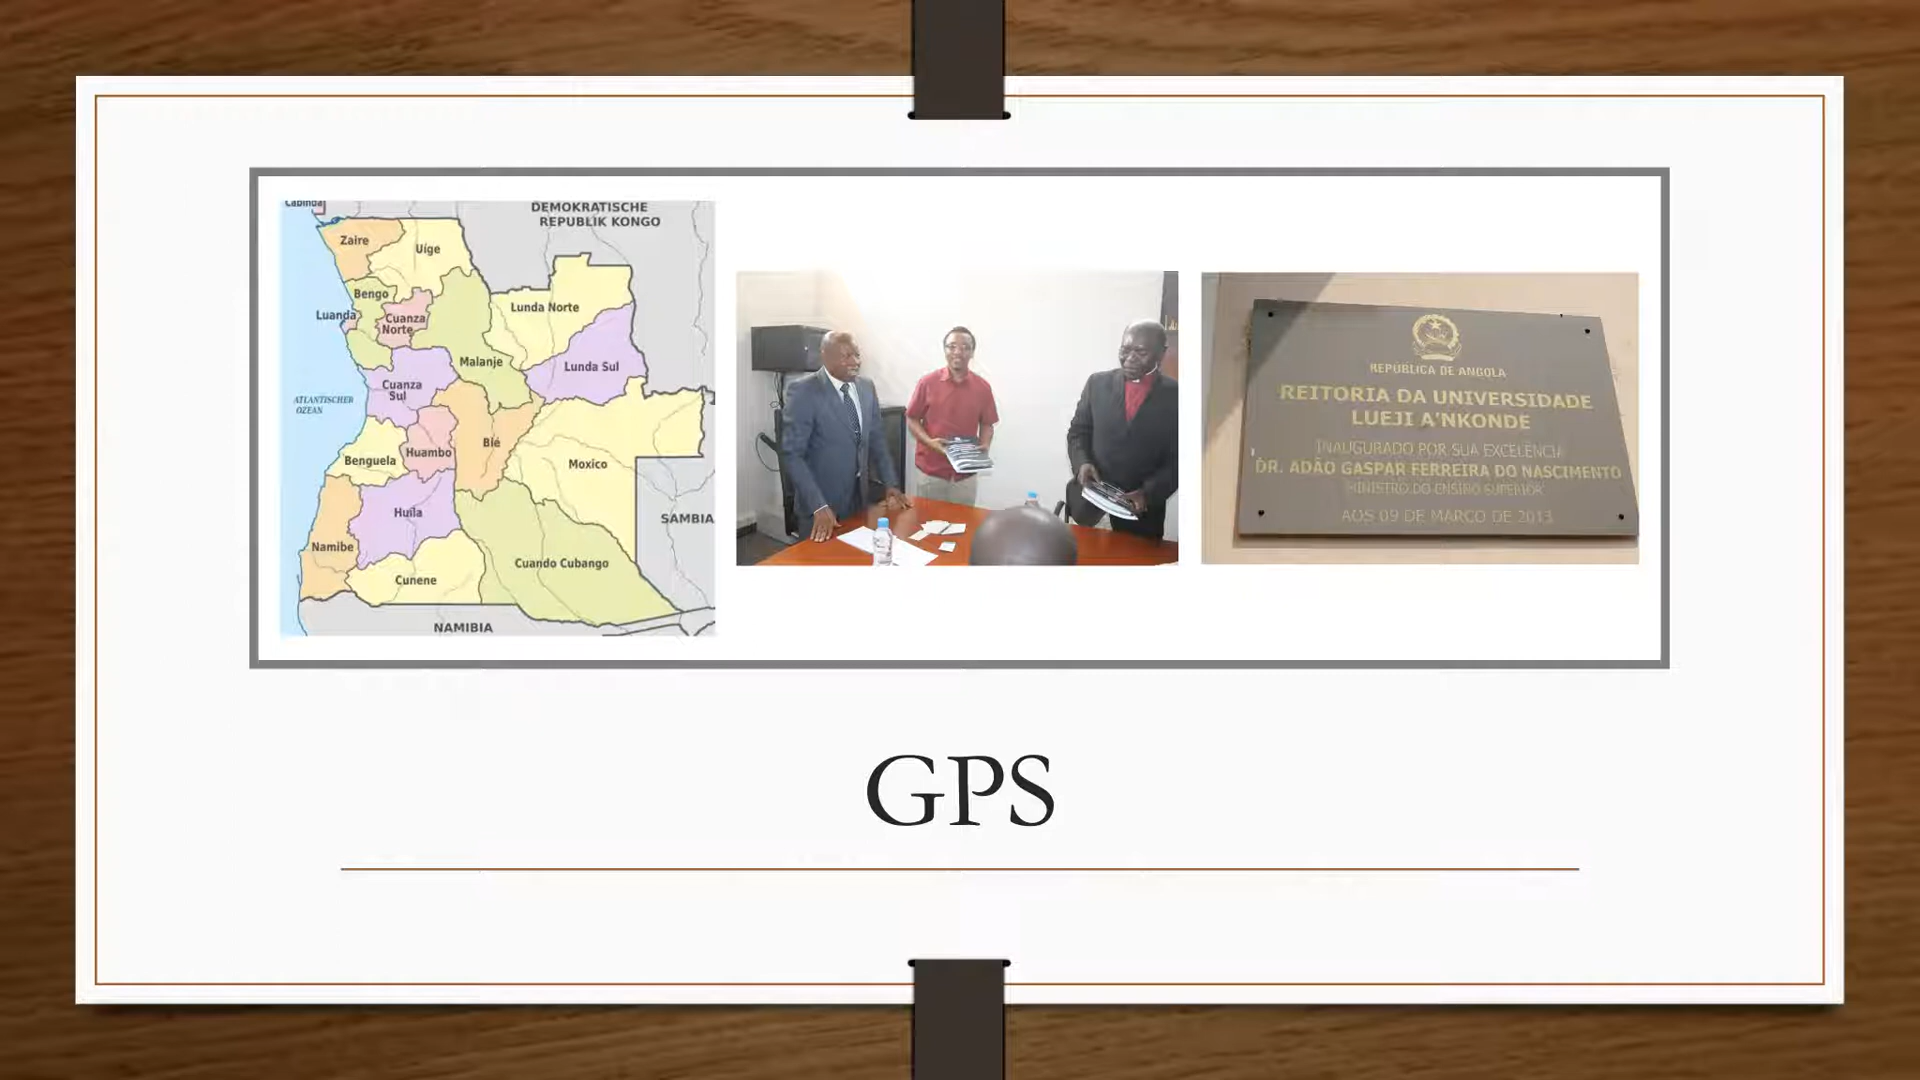 Cabinda
DEMOKRATISCHE
REPUBLIK KONGO
Zaire
Uíge
Bengo
Luanda
Cuanza
Norte
Lunda Norte
Malanje
Lunda Sul
Cuanza
Sul
ATLANTISCHER
OZEAN
Benguela
Huambo
Bié
Moxico
Huíla
SAMBIA
Namibe
Cunene
Cuando Cubango
NAMIBIA
REPÚBLICA DE ANGOLA
REITORIA DA UNIVERSIDADE
LUEJI A'NKONDE
INAUGURADO POR SUA EXCELÊNCIA
DR. ADÃO GASPAR FERREIRA DO NASCIMENTO
MINISTRO DO ENSINO SUPERIOR
AOS 09 DE MARÇO DE 2013
GPS